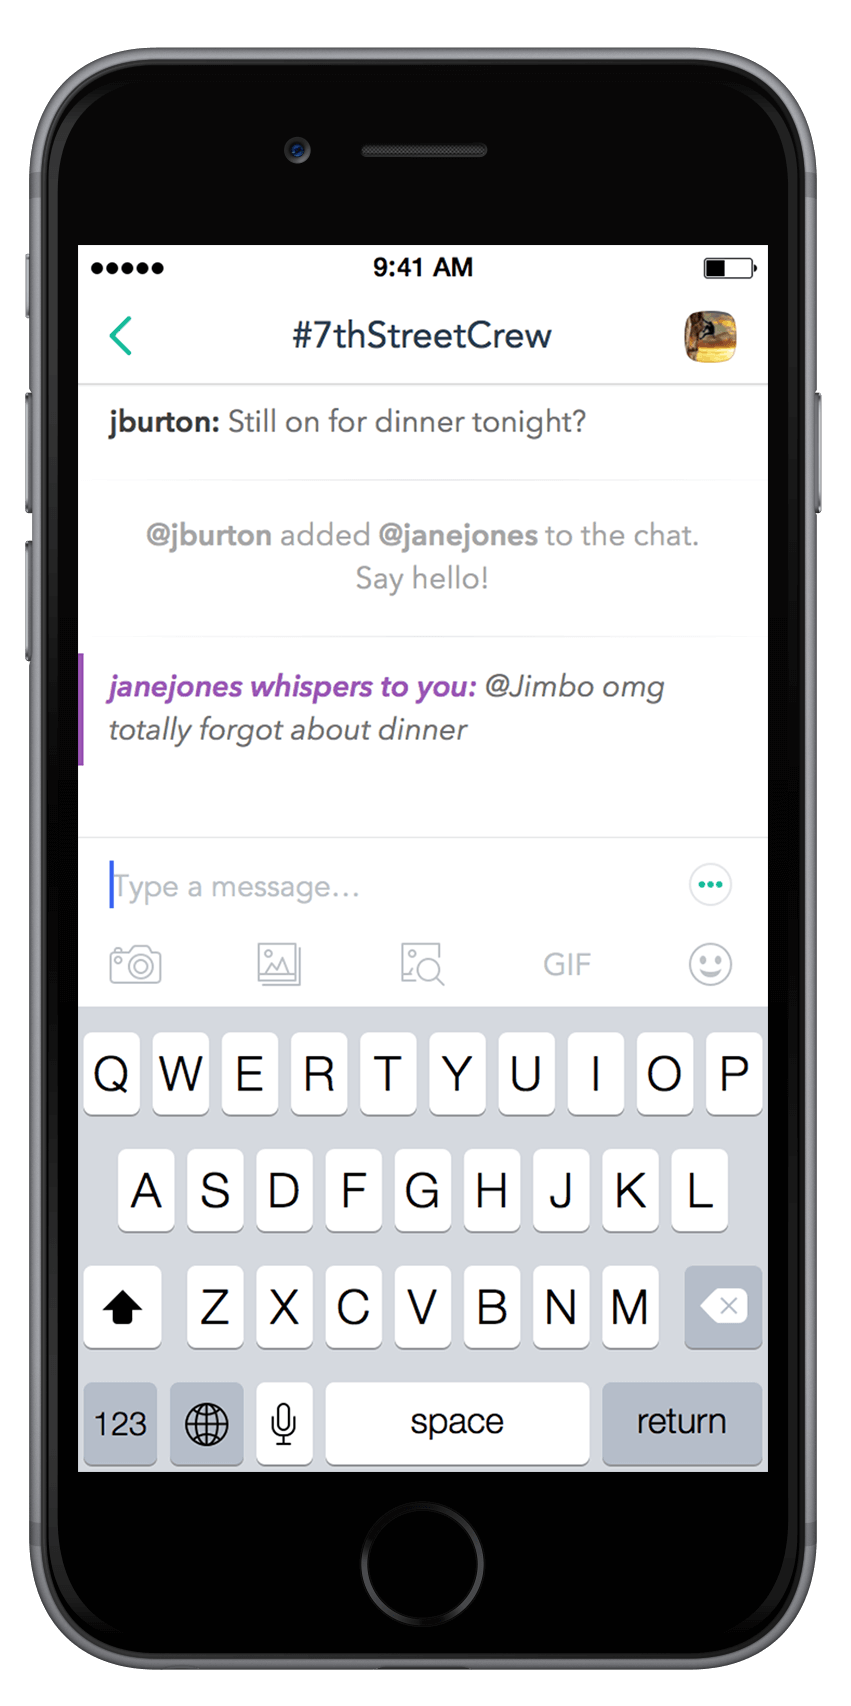 9:41 AM
#7thStreetCrew
jburton: Still on for dinner tonight?
@jburton added @janejones to the chat.
Say hello!
janejones whispers to you: @Jimbo omg
totally forgot about dinner
Type a message...
GIF
Q W E R T Y U I O P
A S D F G H J K L
Z X C V B N M
123 space return